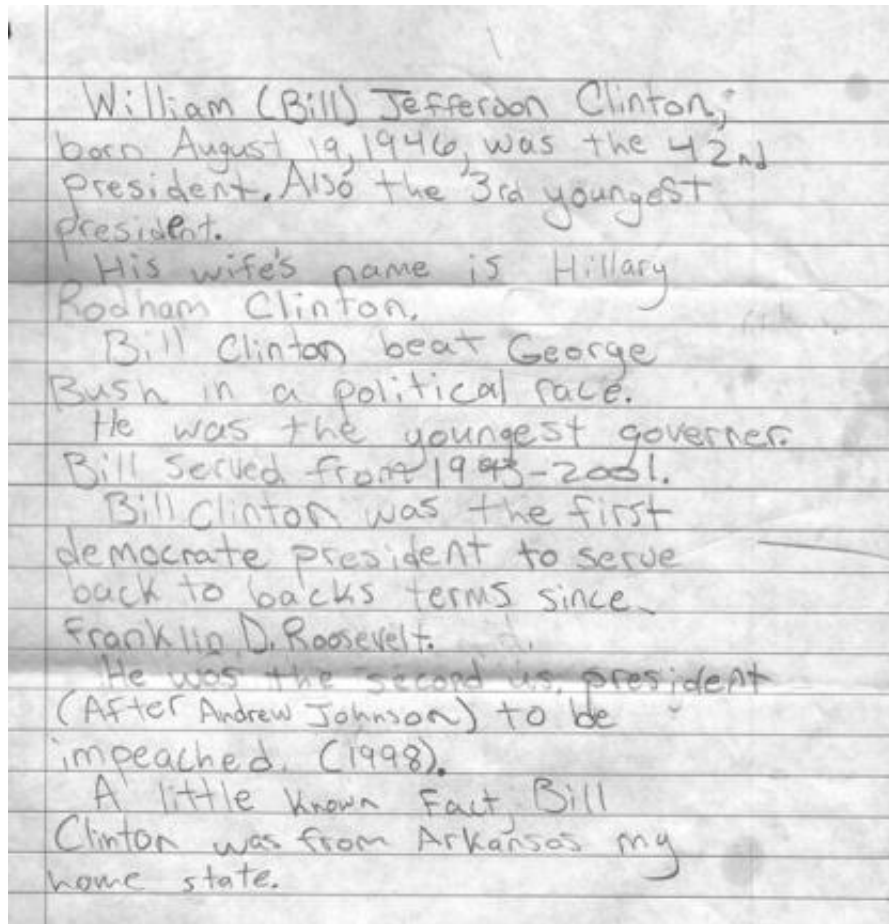 William (Bill) Jefferson Clinton,
born August 19, 1946, was the 42nd
president. Also the 3rd youngest
president.
His wife's name is Hillary
Rodham Clinton.
Bill Clinton beat George
Bush in a political race.
He was the youngest governer.
Bill served from 1993-2001.
Bill Clinton was the first
democrate president to serve
back to backs terms since
Franklin D. Roosevelt.
He was the second u.s. president
(After Andrew Johnson) to be
impeached. (1998).
A little known fact, Bill
Clinton was from Arkansas my
home state.